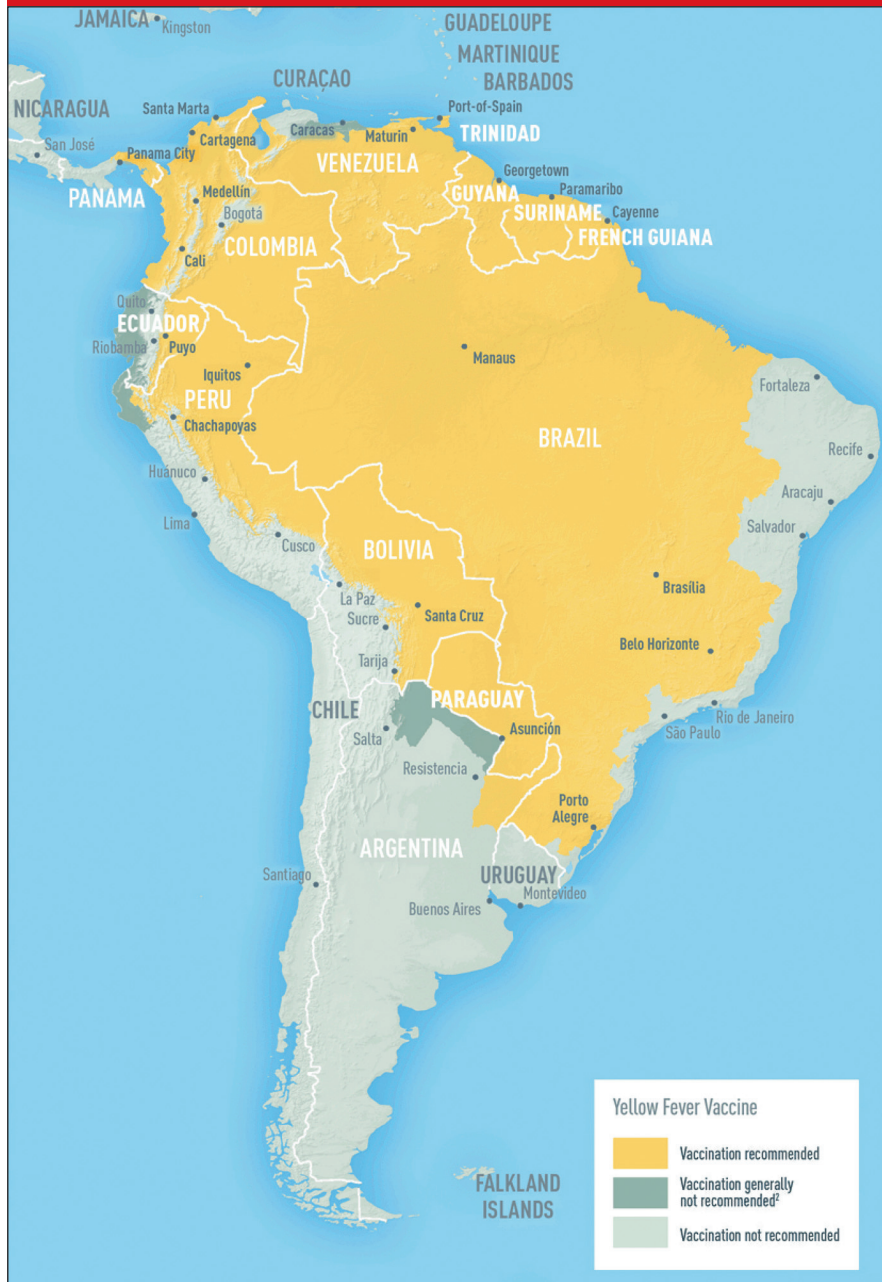 JAMAICA
Kingston
GUADELOUPE
MARTINIQUE
BARBADOS
CURAÇAO
NICARAGUA
Santa Marta
Port-of-Spain
Caracas
Maturin
TRINIDAD
San José
Cartagena
Panama City
VENEZUELA
Georgetown
PANAMA
Medellín
GUYANA
Paramaribo
Bogotá
SURINAME
Cayenne
COLOMBIA
FRENCH GUIANA
Cali
Quito
ECUADOR
Riobamba
Puyo
Manaus
Iquitos
Fortaleza
PERU
Chachapoyas
BRAZIL
Recife
Huánuco
Aracaju
Lima
Salvador
Cusco
BOLIVIA
La Paz
Brasília
Sucre
Santa Cruz
Belo Horizonte
Tarija
PARAGUAY
CHILE
Rio de Janeiro
Salta
Asunción
São Paulo
Resistencia
Porto
Alegre
ARGENTINA
Santiago
URUGUAY
Montevideo
Buenos Aires
FALKLAND
ISLANDS
Yellow Fever Vaccine
Vaccination recommended
Vaccination generally
not recommended²
Vaccination not recommended